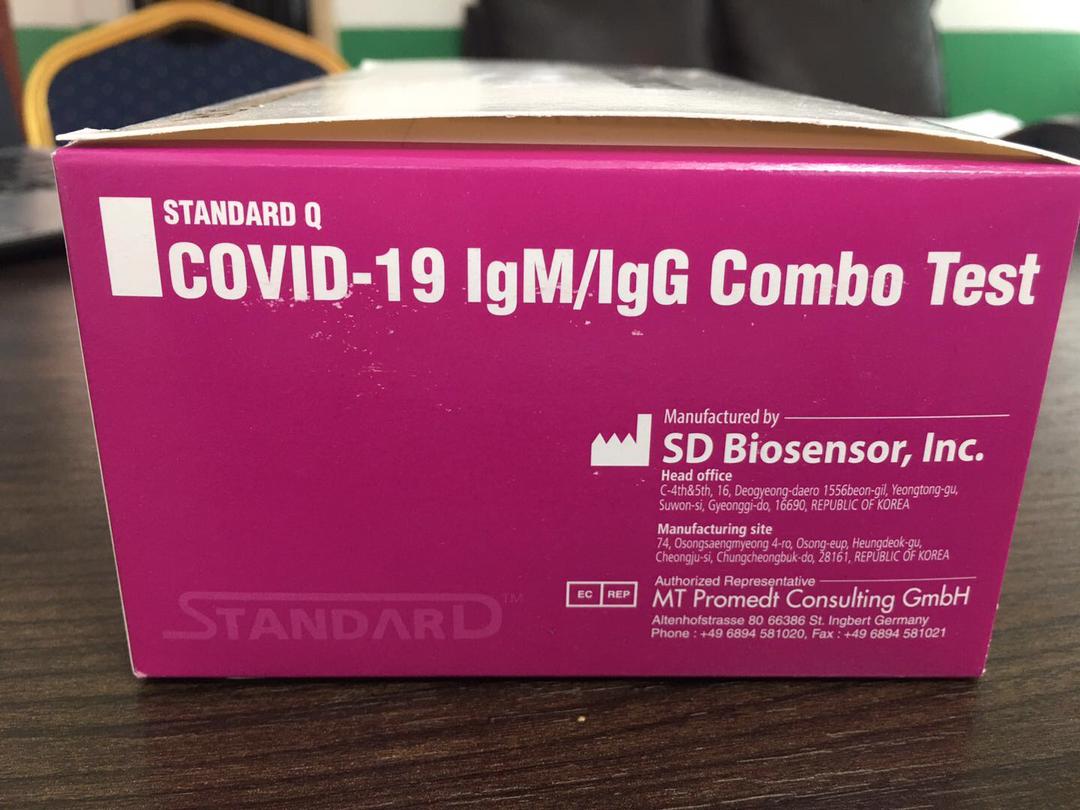 STANDARD Q
COVID-19 IgM/IgG Combo Test
Manufactured by
SD Biosensor, Inc.
Head office
C-4th&5th, 16, Deogyeong-daero 1556beon-gil, Yeongtong-gu,
Suwon-si, Gyeonggi-do, 16690, REPUBLIC OF KOREA
Manufacturing site
74, Osongsaengmyeong 4-ro, Osong-eup, Heungdeok-gu,
Cheongju-si, Chungcheongbuk-do, 28161, REPUBLIC OF KOREA
EC REP
Authorized Representative
MT Promedt Consulting GmbH
Altenhofstrasse 80 66386 St. Ingbert Germany
Phone : +49 6894 581020, Fax : +49 6894 581021
STANDARD™